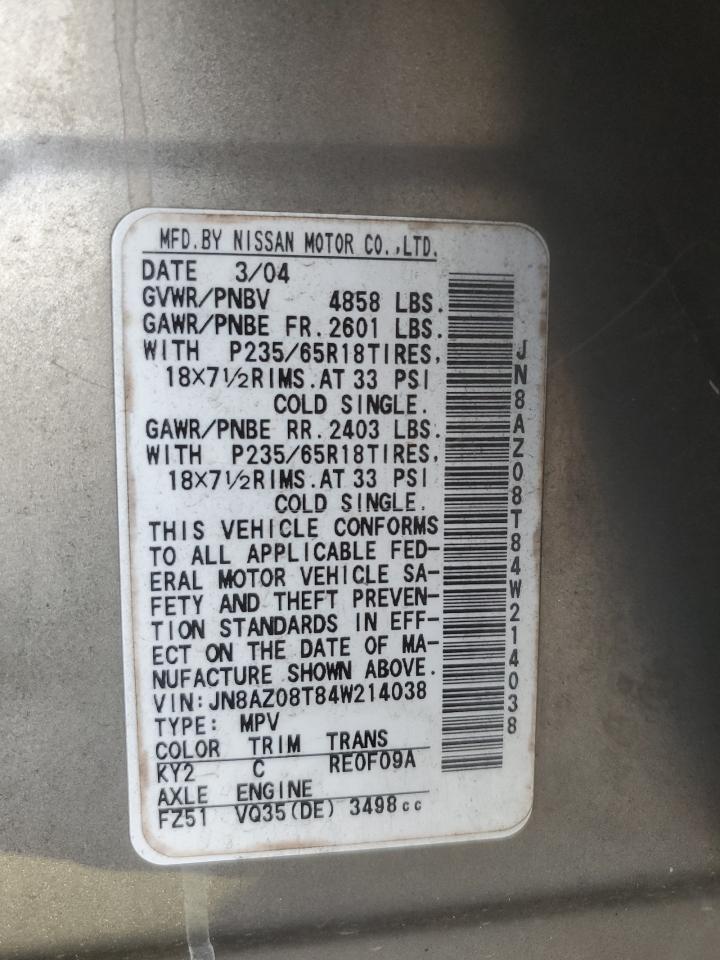 MFD.BY NISSAN MOTOR CO.,LTD.
DATE 3/04
GVWR/PNBV 4858 LBS.
GAWR/PNBE FR.2601 LBS.
WITH P235/65R18TIRES,
18×7½RIMS.AT 33 PSI
COLD SINGLE.
GAWR/PNBE RR.2403 LBS.
WITH P235/65R18TIRES,
18×7½RIMS.AT 33 PSI
COLD SINGLE.
THIS VEHICLE CONFORMS
TO ALL APPLICABLE FED-
ERAL MOTOR VEHICLE SA-
FETY AND THEFT PREVEN-
TION STANDARDS IN EFF-
ECT ON THE DATE OF MA-
NUFACTURE SHOWN ABOVE.
VIN:JN8AZ08T84W214038
TYPE: MPV
COLOR TRIM TRANS
KY2 C RE0F09A
AXLE ENGINE
FZ51 VQ35(DE) 3498cc
JN8AZ08T84W214038